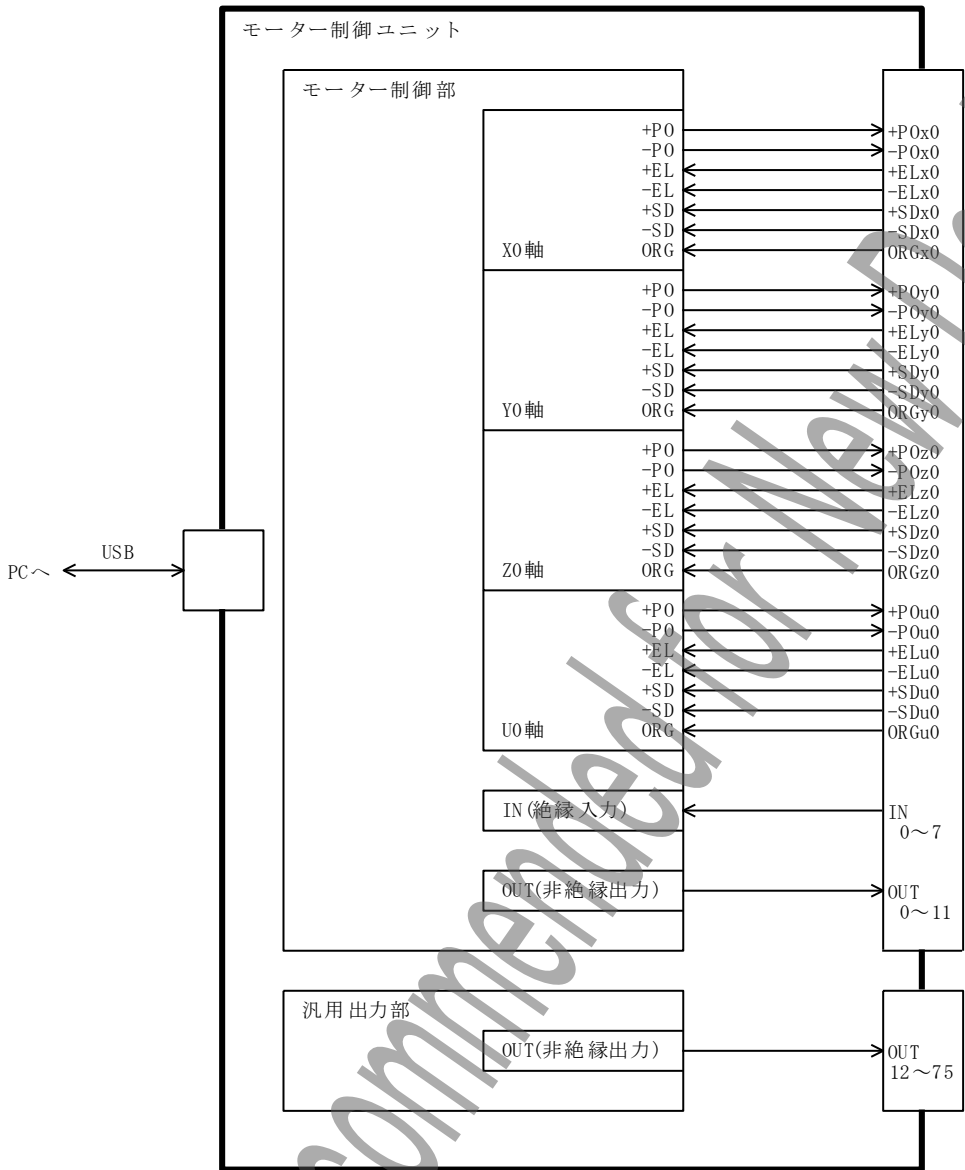 モーター制御ユニット
モーター制御部
+PO
-PO
+EL
-EL
+SD
-SD
X0軸 ORG
+POx0
-POx0
+ELx0
-ELx0
+SDx0
-SDx0
ORGx0
+PO
-PO
+EL
-EL
+SD
-SD
Y0軸 ORG
+POy0
-POy0
+ELy0
-ELy0
+SDy0
-SDy0
ORGy0
+PO
-PO
+EL
-EL
+SD
-SD
Z0軸 ORG
+POz0
-POz0
+ELz0
-ELz0
+SDz0
-SDz0
ORGz0
PCへ
USB
+PO
-PO
+EL
-EL
+SD
-SD
U0軸 ORG
+POu0
-POu0
+ELu0
-ELu0
+SDu0
-SDu0
ORGu0
IN(絶縁入力)
IN
0～7
OUT(非絶縁出力)
OUT
0～11
汎用出力部
OUT(非絶縁出力)
OUT
12～75
commended for New